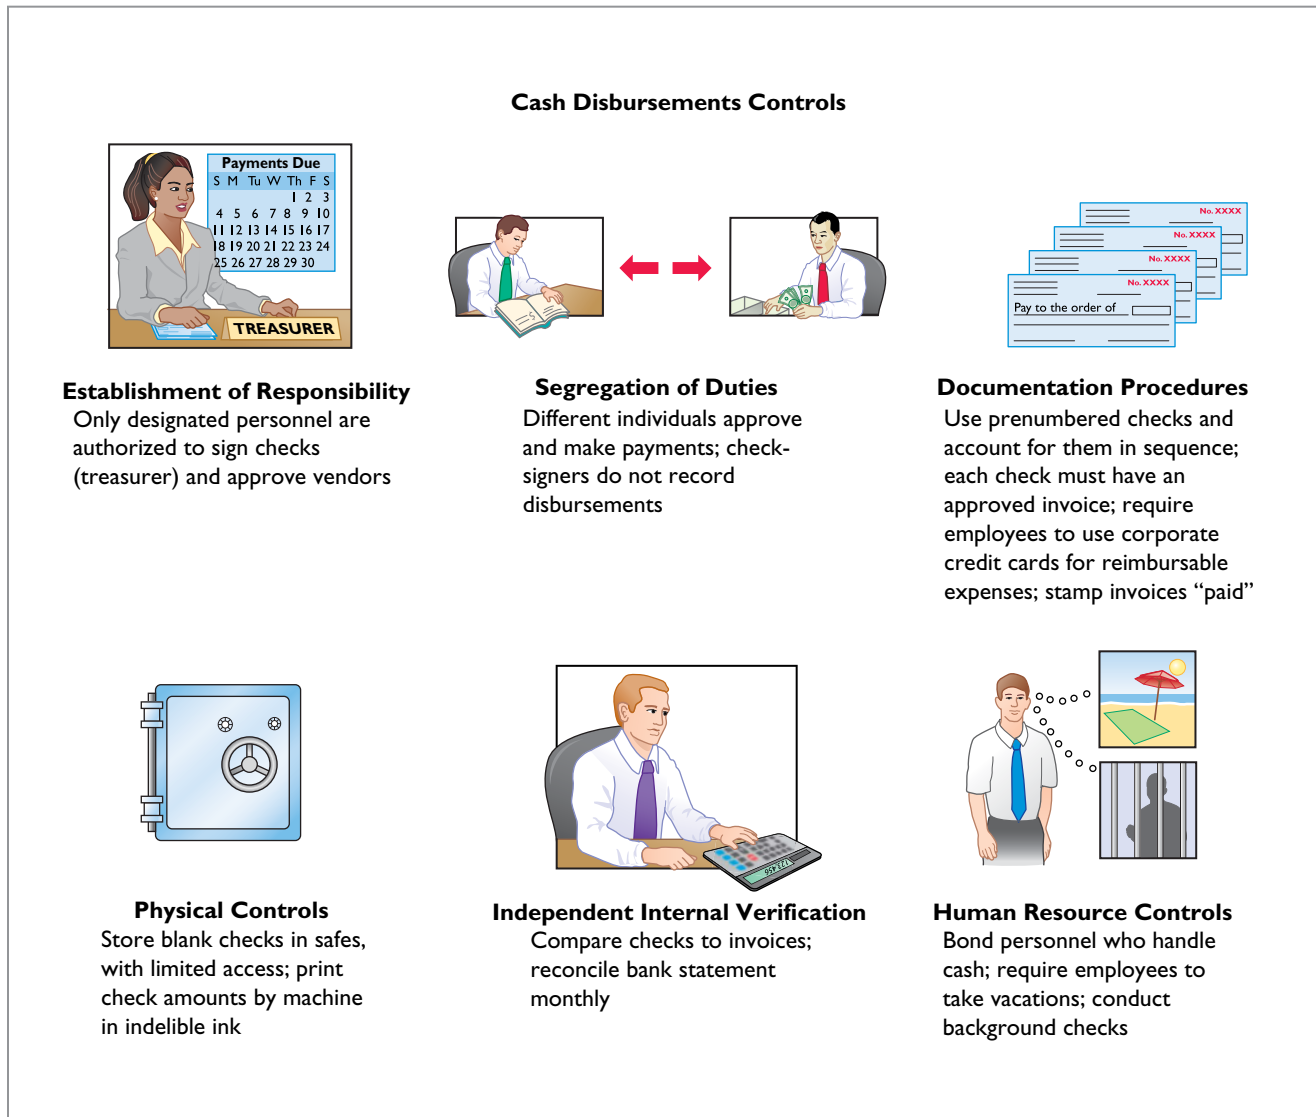 Cash Disbursements Controls
Payments Due
S M Tu W Th F S
1 2 3
4 5 6 7 8 9 10
11 12 13 14 15 16 17
18 19 20 21 22 23 24
25 26 27 28 29 30
TREASURER
No. XXXX
No. XXXX
No. XXXX
No. XXXX
Pay to the order of
Establishment of Responsibility
Only designated personnel are
authorized to sign checks
(treasurer) and approve vendors
Segregation of Duties
Different individuals approve
and make payments; check-
signers do not record
disbursements
Documentation Procedures
Use prenumbered checks and
account for them in sequence;
each check must have an
approved invoice; require
employees to use corporate
credit cards for reimbursable
expenses; stamp invoices “paid”
123456
Physical Controls
Store blank checks in safes,
with limited access; print
check amounts by machine
in indelible ink
Independent Internal Verification
Compare checks to invoices;
reconcile bank statement
monthly
Human Resource Controls
Bond personnel who handle
cash; require employees to
take vacations; conduct
background checks